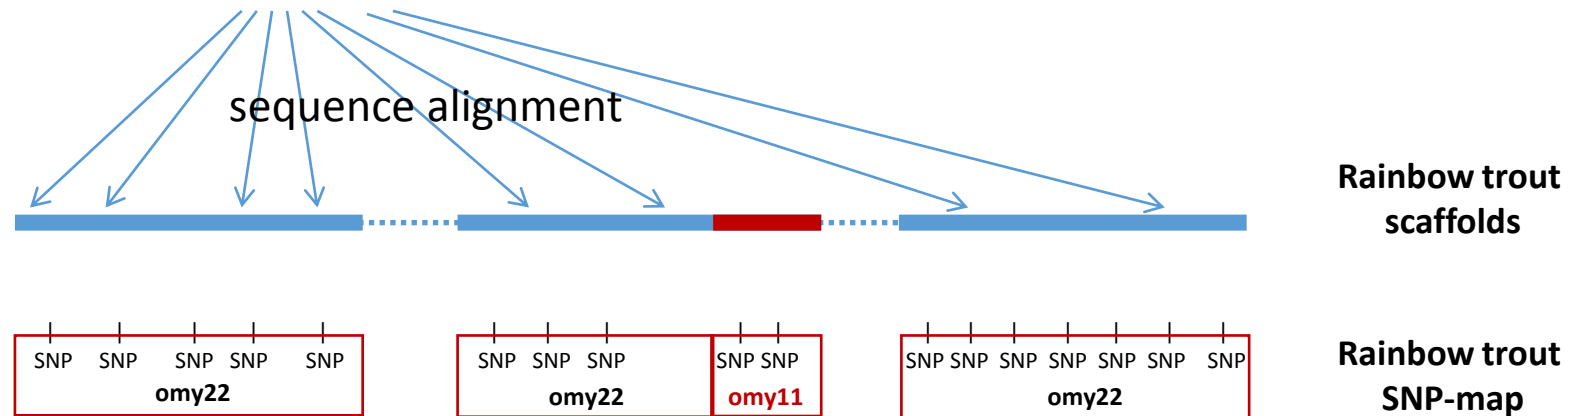 sequence alignment
Rainbow trout
scaffolds
SNP SNP SNP SNP SNP SNP SNP SNP SNP SNP SNP SNP SNP SNP SNP SNP SNP
omy22 omy22 omy11 omy22
Rainbow trout
SNP-map